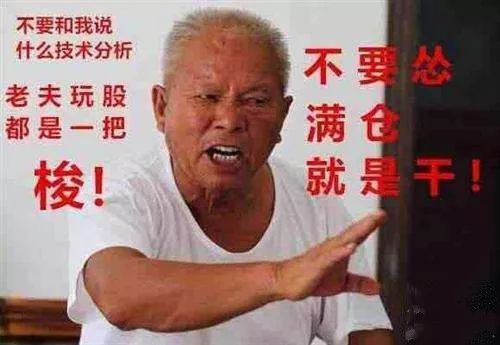 不要和我说
什么技术分析
老夫玩股
都是一把
梭！
不要怂
满仓
就是干！